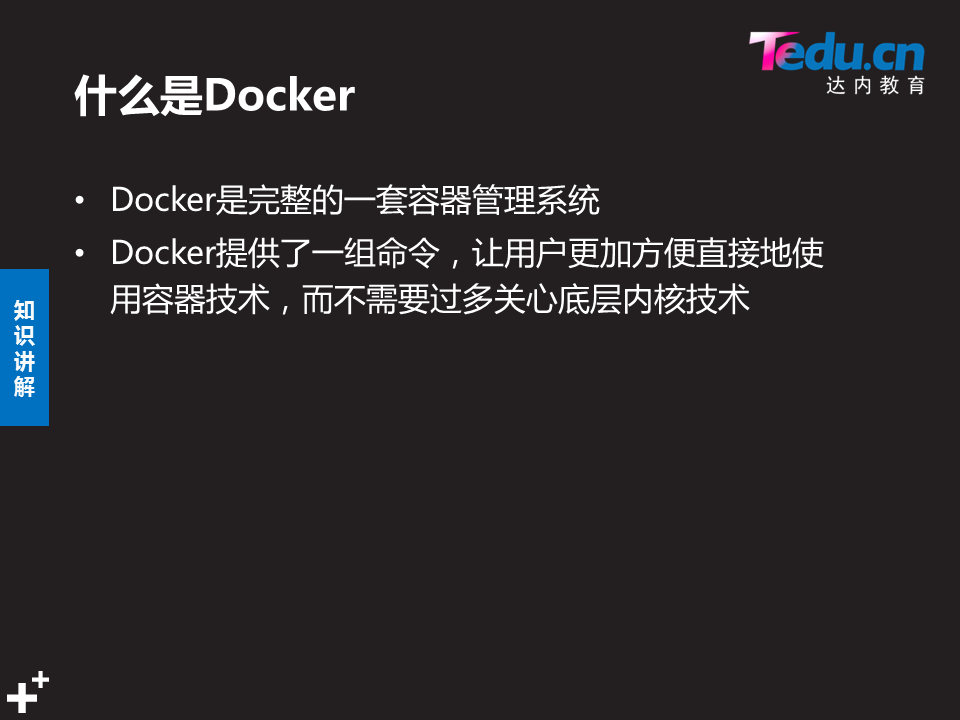 Tedu.cn
达内教育
什么是Docker
• Docker是完整的一套容器管理系统
• Docker提供了一组命令，让用户更加方便直接地使
用容器技术，而不需要过多关心底层内核技术
知
识
讲
解